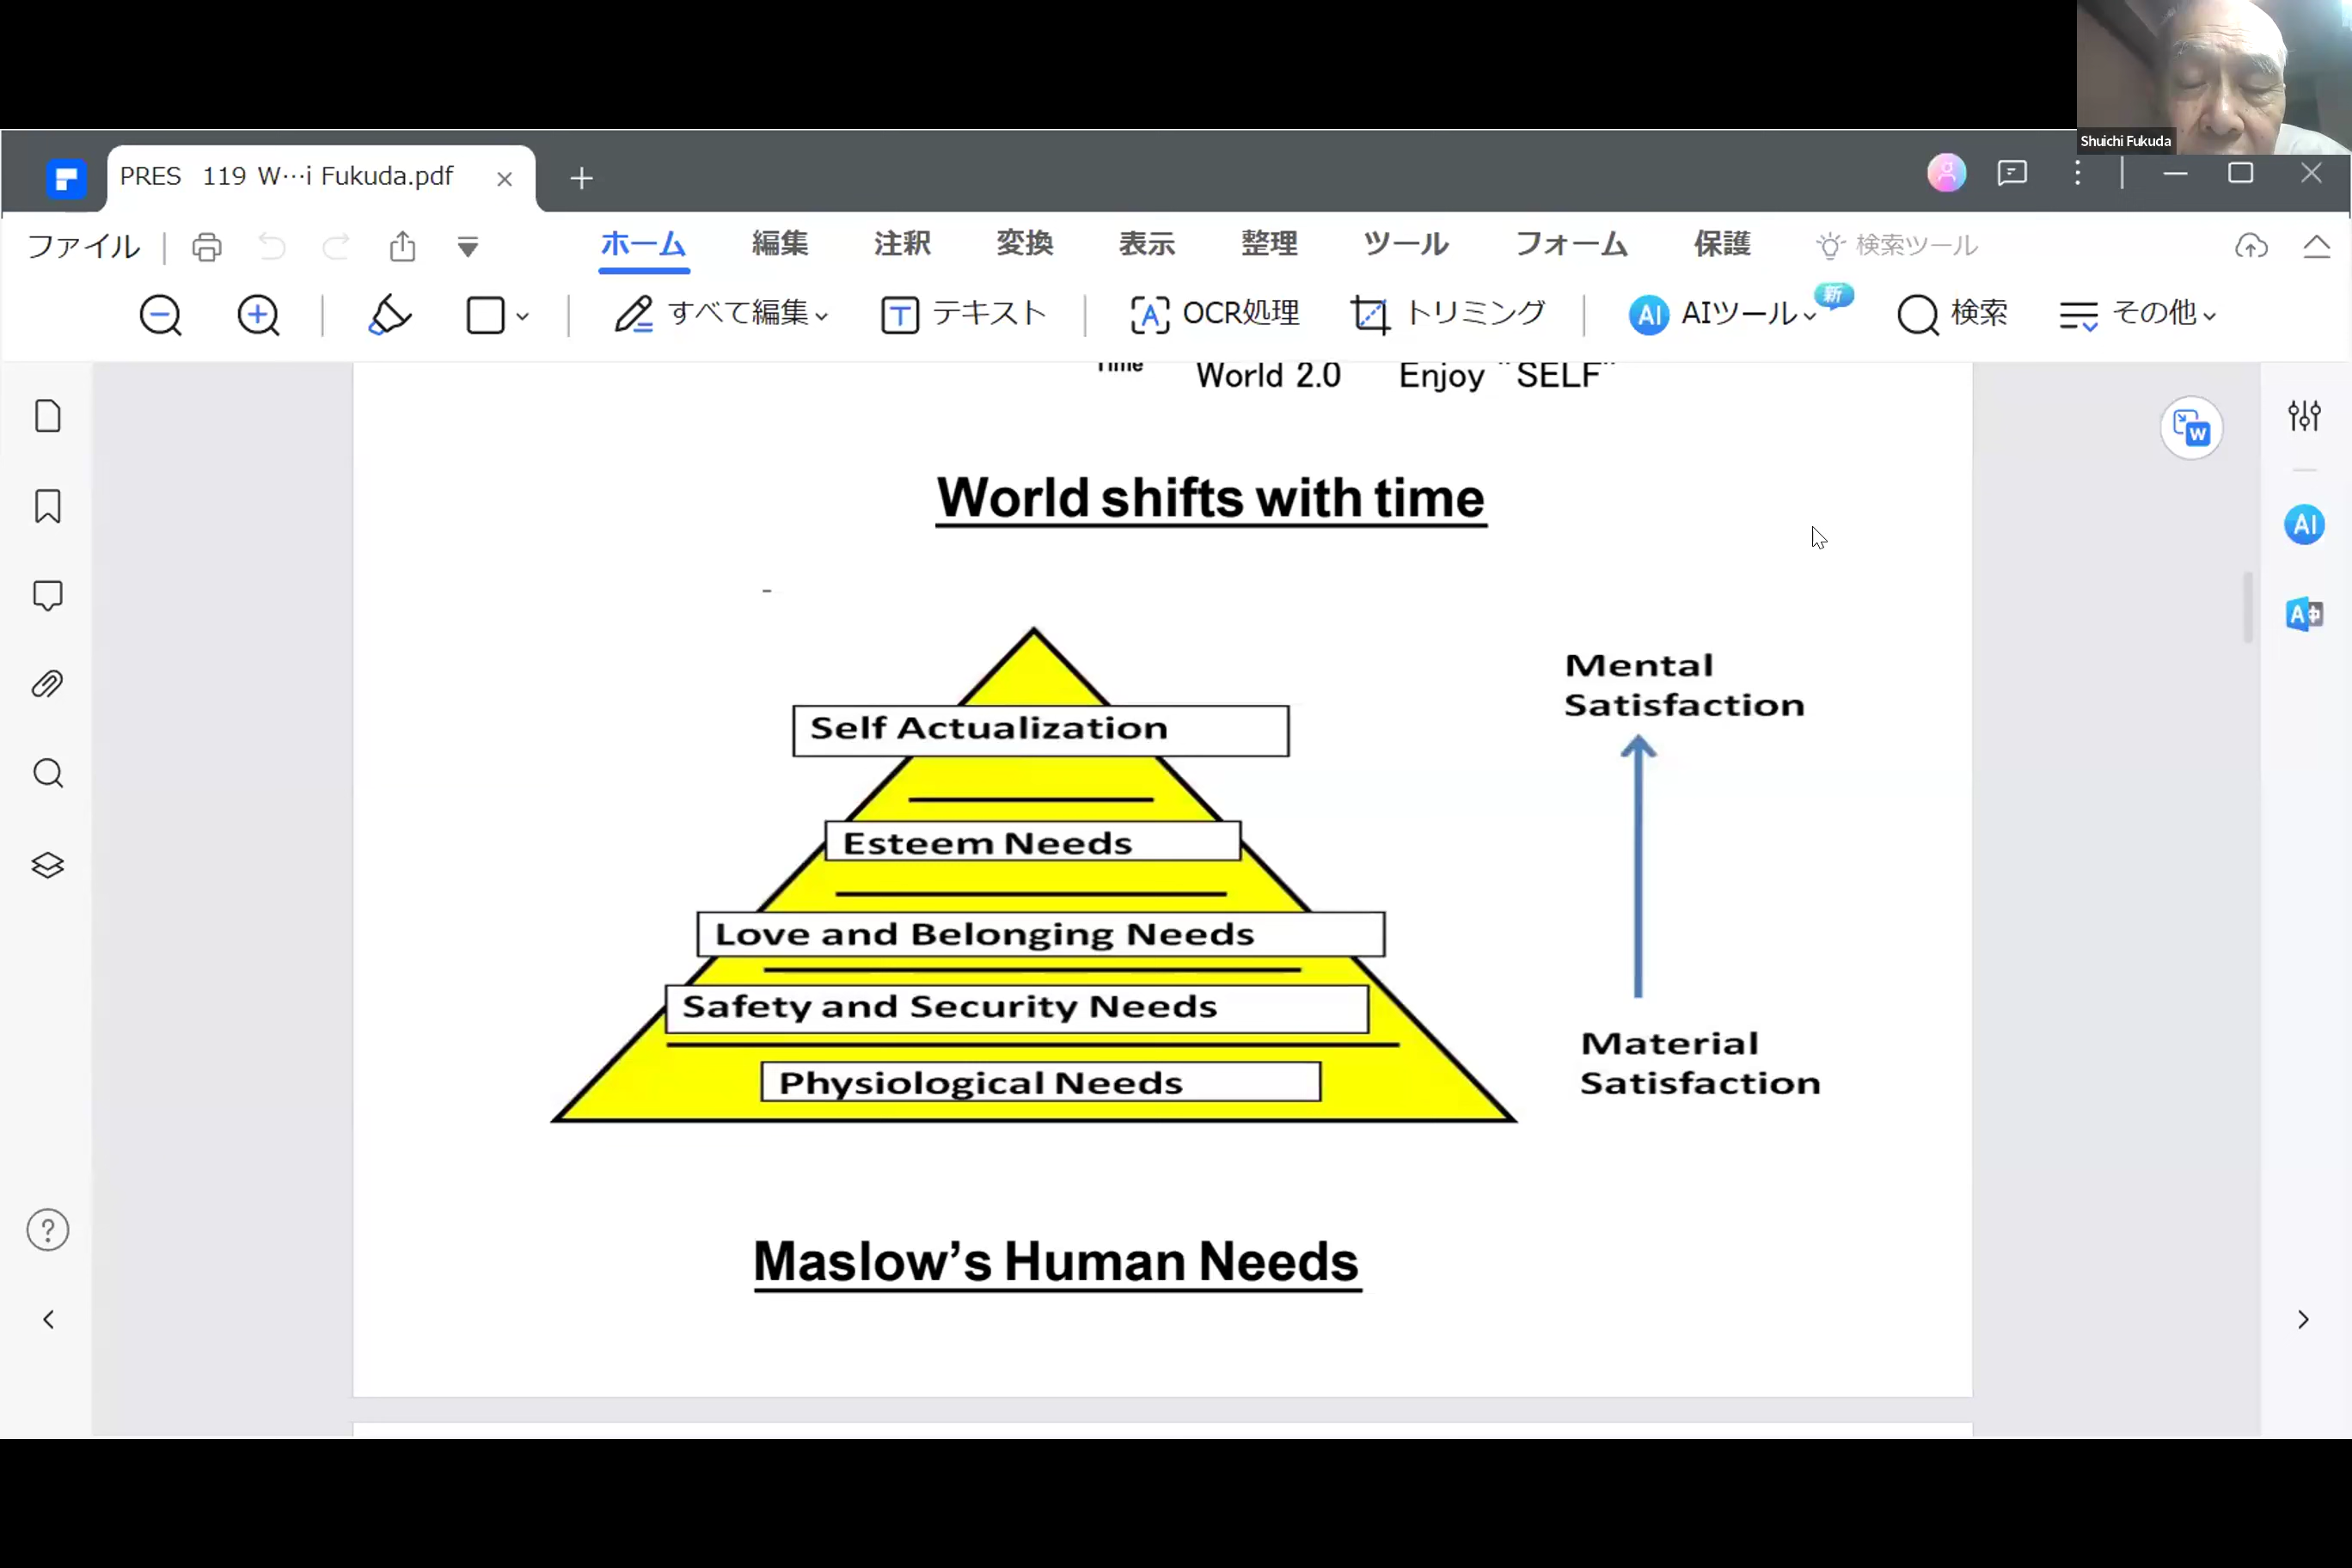 Shuichi Fukuda
PRES 119 W…i Fukuda.pdf
ファイル ホーム 編集 注釈 変換 表示 整理 ツール フォーム 保護 検索ツール
すべて編集 テキスト OCR処理 トリミング AI AIツール 新 検索 その他
Time World 2.0 Enjoy "SELF"
World shifts with time
Mental
Satisfaction
Self Actualization
Esteem Needs
Love and Belonging Needs
Safety and Security Needs
Physiological Needs
Material
Satisfaction
Maslow’s Human Needs
W
AI